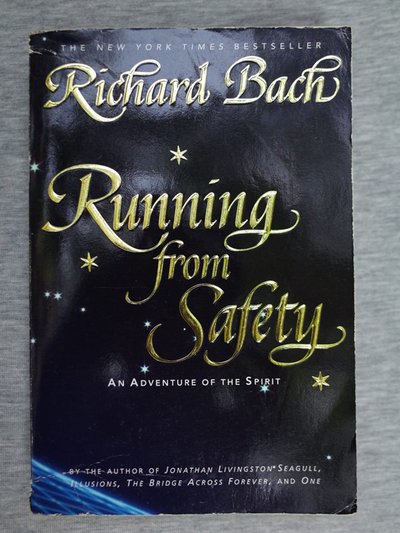 THE NEW YORK TIMES BESTSELLER
Richard Bach
Running
from
Safety
AN ADVENTURE OF THE SPIRIT
BY THE AUTHOR OF JONATHAN LIVINGSTON SEAGULL,
ILLUSIONS, THE BRIDGE ACROSS FOREVER, AND ONE